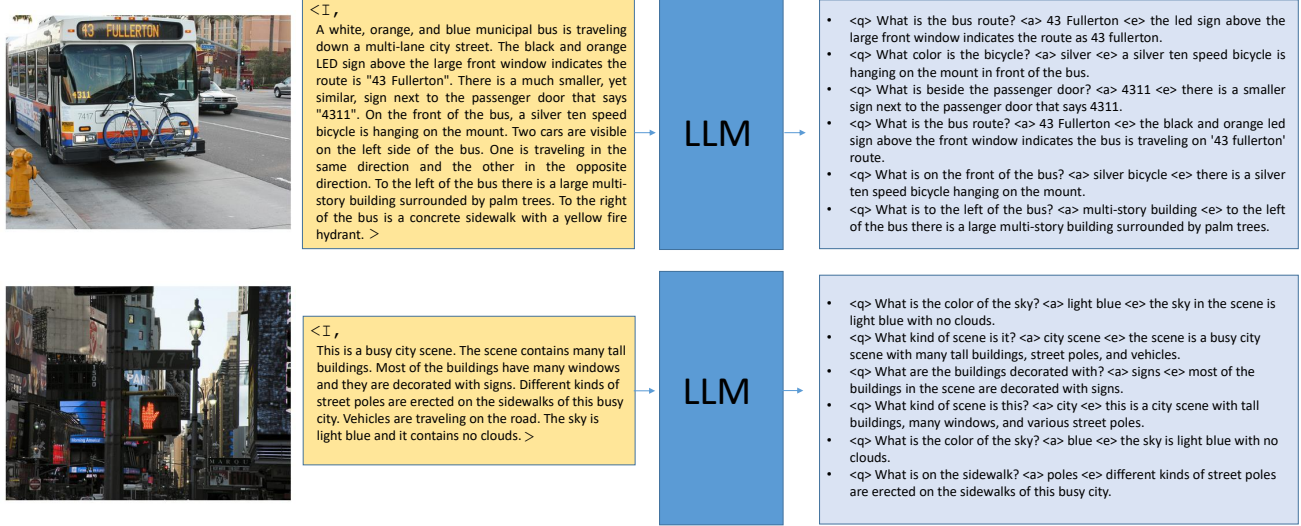 43 FULLERTON
4311
7417
<I,
A white, orange, and blue municipal bus is traveling
down a multi-lane city street. The black and orange
LED sign above the large front window indicates the
route is "43 Fullerton". There is a much smaller, yet
similar, sign next to the passenger door that says
"4311". On the front of the bus, a silver ten speed
bicycle is hanging on the mount. Two cars are visible
on the left side of the bus. One is traveling in the
same direction and the other in the opposite
direction. To the left of the bus there is a large multi-
story building surrounded by palm trees. To the right
of the bus is a concrete sidewalk with a yellow fire
hydrant. >
LLM
• <q> What is the bus route? <a> 43 Fullerton <e> the led sign above the
large front window indicates the route as 43 fullerton.
• <q> What color is the bicycle? <a> silver <e> a silver ten speed bicycle is
hanging on the mount in front of the bus.
• <q> What is beside the passenger door? <a> 4311 <e> there is a smaller
sign next to the passenger door that says 4311.
• <q> What is the bus route? <a> 43 Fullerton <e> the black and orange led
sign above the front window indicates the bus is traveling on '43 fullerton'
route.
• <q> What is on the front of the bus? <a> silver bicycle <e> there is a silver
ten speed bicycle hanging on the mount.
• <q> What is to the left of the bus? <a> multi-story building <e> to the left
of the bus there is a large multi-story building surrounded by palm trees.
W 47
PAN
<I,
This is a busy city scene. The scene contains many tall
buildings. Most of the buildings have many windows
and they are decorated with signs. Different kinds of
street poles are erected on the sidewalks of this busy
city. Vehicles are traveling on the road. The sky is
light blue and it contains no clouds. >
LLM
• <q> What is the color of the sky? <a> light blue <e> the sky in the scene is
light blue with no clouds.
• <q> What kind of scene is it? <a> city scene <e> the scene is a busy city
scene with many tall buildings, street poles, and vehicles.
• <q> What are the buildings decorated with? <a> signs <e> most of the
buildings in the scene are decorated with signs.
• <q> What kind of scene is this? <a> city <e> this is a city scene with tall
buildings, many windows, and various street poles.
• <q> What is the color of the sky? <a> blue <e> the sky is light blue with no
clouds.
• <q> What is on the sidewalk? <a> poles <e> different kinds of street poles
are erected on the sidewalks of this busy city.